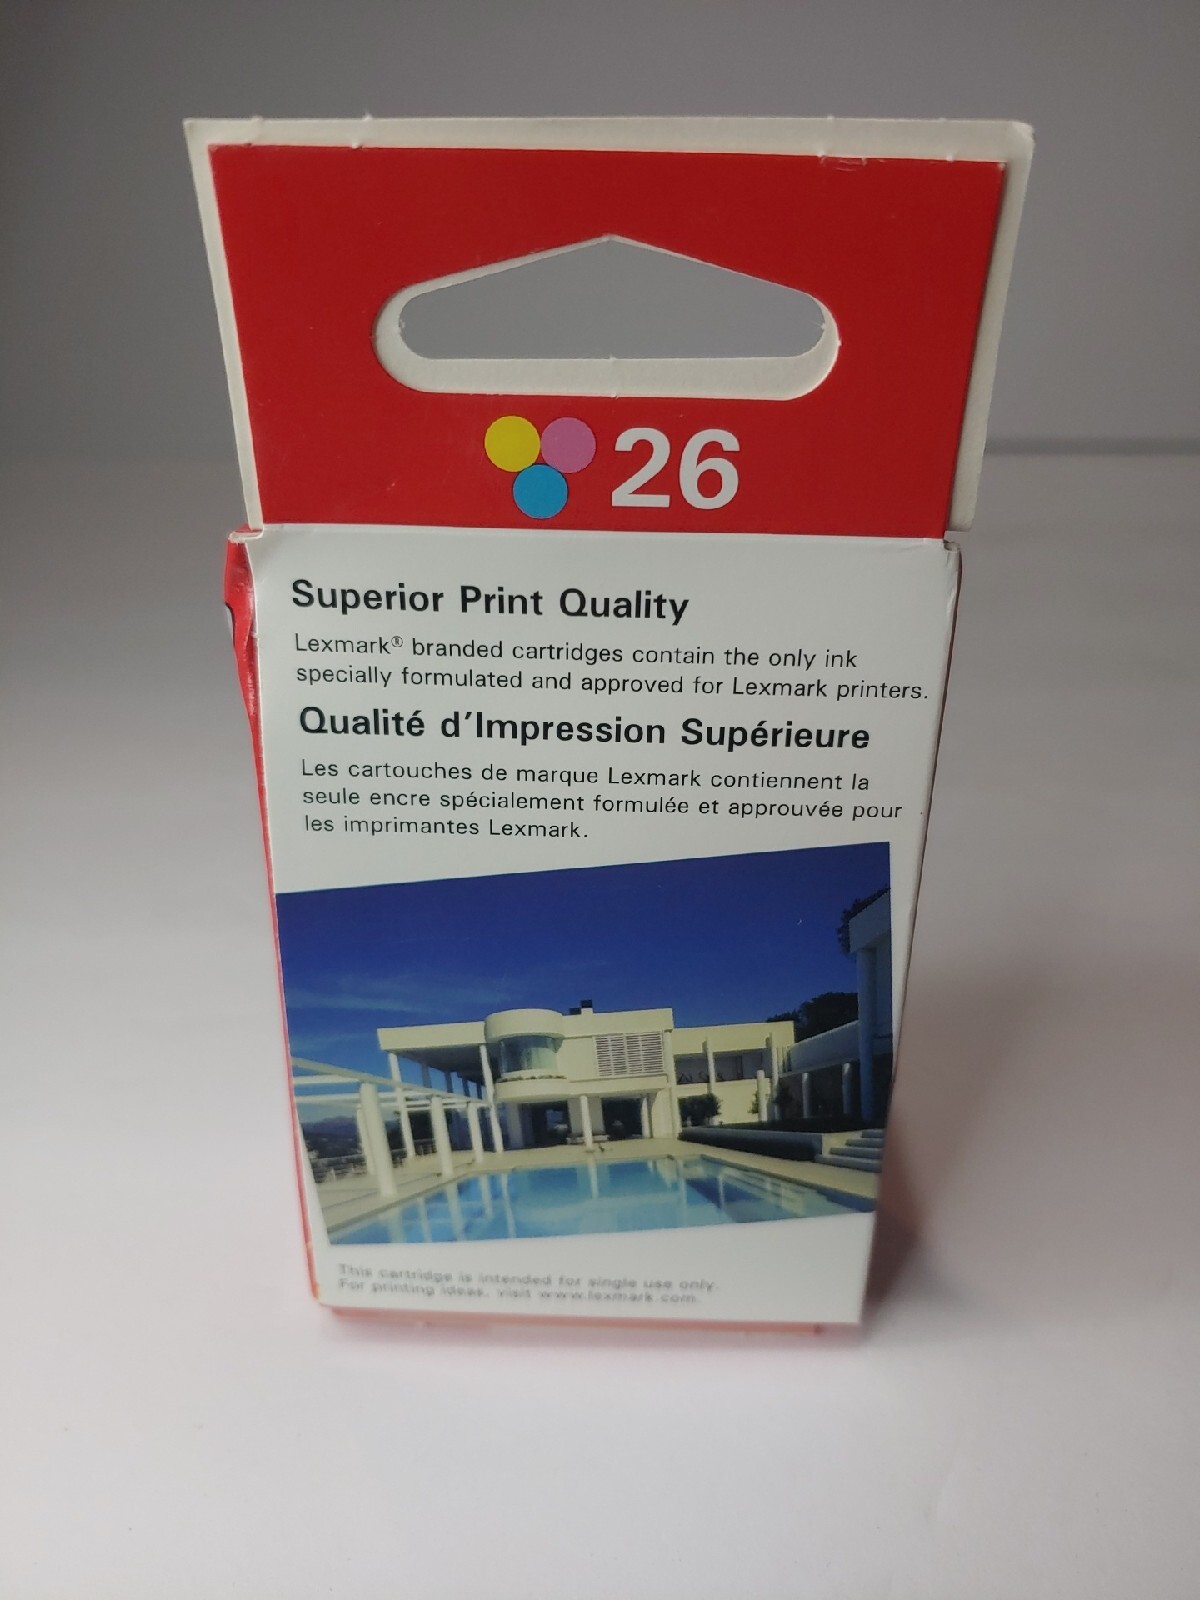 26
Superior Print Quality
Lexmark® branded cartridges contain the only ink
specially formulated and approved for Lexmark printers.
Qualité d'Impression Supérieure
Les cartouches de marque Lexmark contiennent la
seule encre spécialement formulée et approuvée pour
les imprimantes Lexmark.
This cartridge is intended for single use only.
For printing ideas, visit www.lexmark.com.